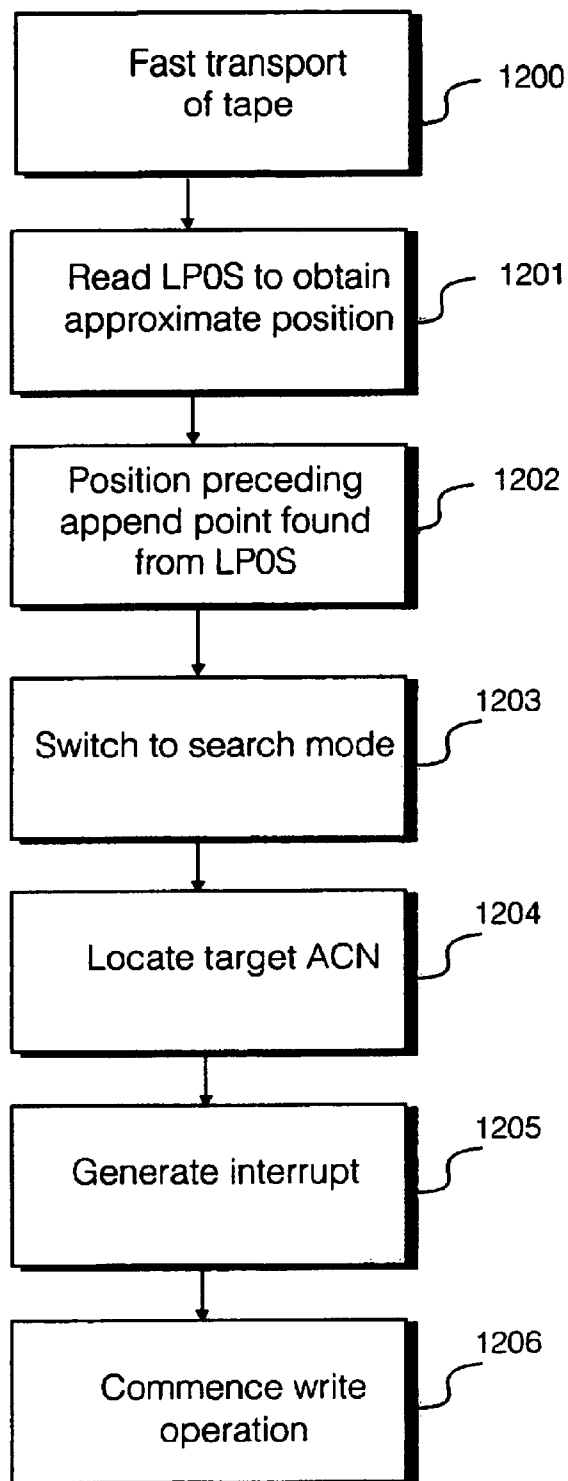 Fast transport
of tape
1200
Read LP0S to obtain
approximate position
1201
Position preceding
append point found
from LP0S
1202
Switch to search mode
1203
Locate target ACN
1204
Generate interrupt
1205
Commence write
operation
1206